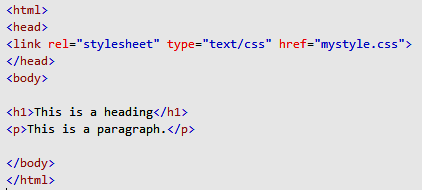 <html>
<head>
<link rel="stylesheet" type="text/css" href="mystyle.css">
</head>
<body>
<h1>This is a heading</h1>
<p>This is a paragraph.</p>
</body>
</html>